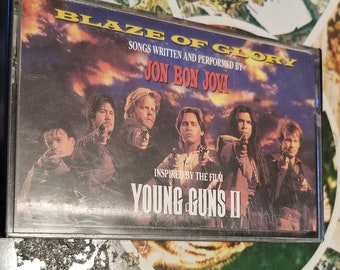 BLAZE OF GLORY
SONGS WRITTEN AND PERFORMED BY
JON BON JOVI
INSPIRED BY THE FILM
YOUNG GUNS II